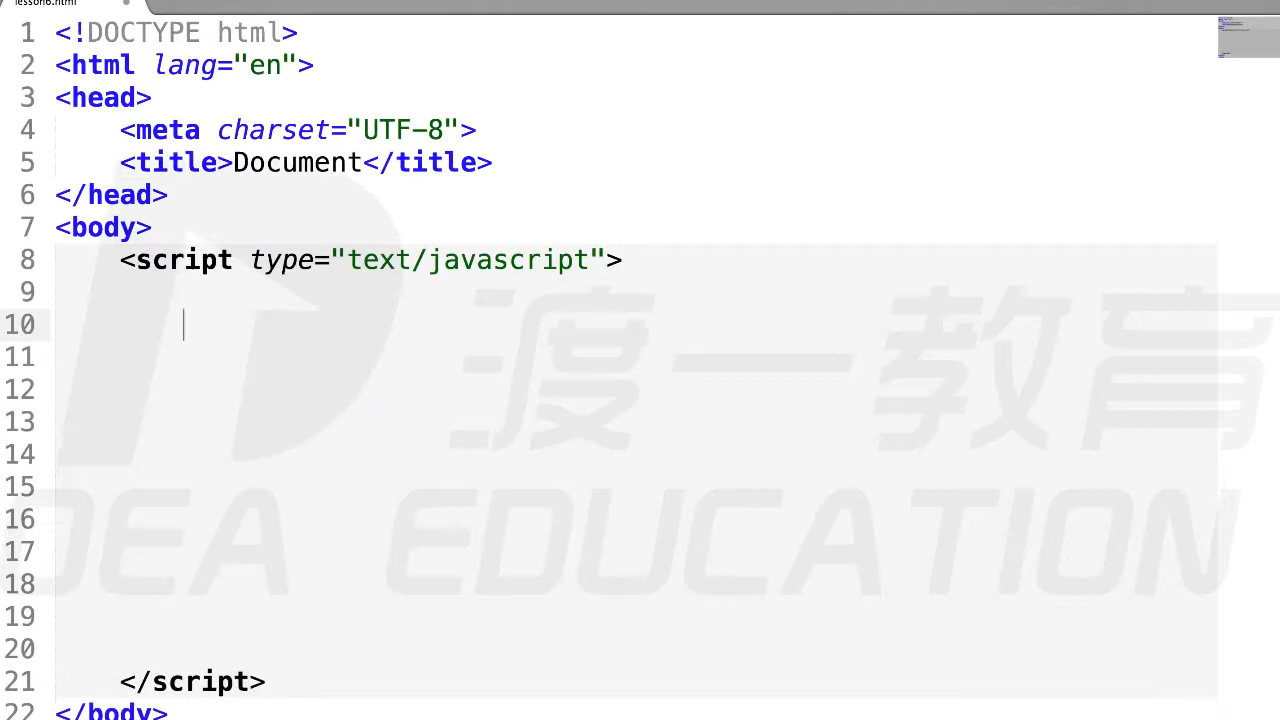 lesson6.html
1 <!DOCTYPE html>
2 <html lang="en">
3 <head>
4 <meta charset="UTF-8">
5 <title>Document</title>
6 </head>
7 <body>
8 <script type="text/javascript">
9
10
11
12
13
14
15
16
17
18
19
20
21 </script>
22 </body>
渡一教育
IDEA EDUCATION